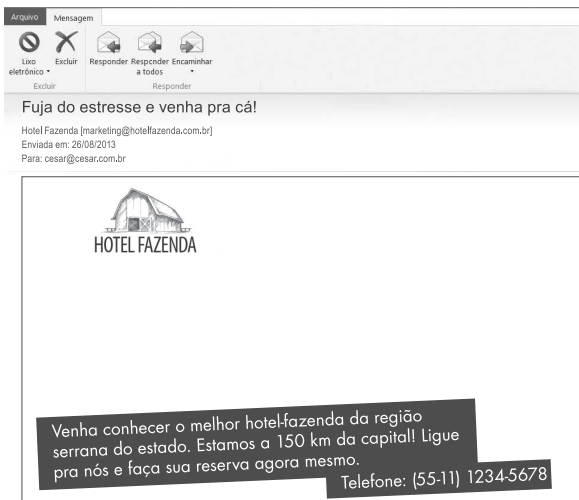 Arquivo Mensagem
Lixo eletrônico Excluir Responder Responder a todos Encaminhar
Excluir Responder
Fuja do estresse e venha pra cá!
Hotel Fazenda [marketing@hotelfazenda.com.br]
Enviada em: 26/08/2013
Para: cesar@cesar.com.br
HOTEL FAZENDA
Venha conhecer o melhor hotel-fazenda da região
serrana do estado. Estamos a 150 km da capital! Ligue
pra nós e faça sua reserva agora mesmo.
Telefone: (55-11) 1234-5678